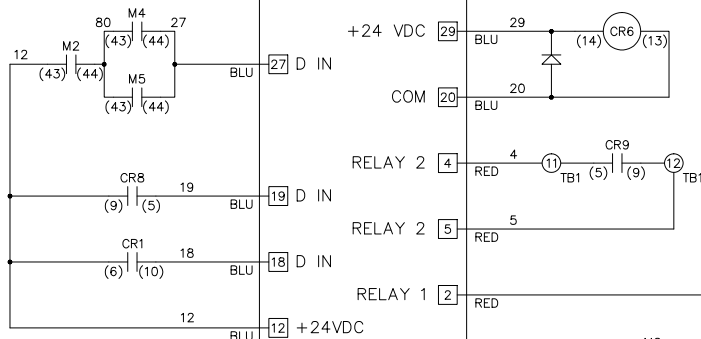 80 M4 27
+24 VDC 29 29 CR6
(43) (44)
BLU (14) (13)
12 M2
(43) (44)
BLU 27 D IN
M5
(43) (44)
COM 20 20
BLU
RELAY 2 4 4 11 CR9 12
RED TB1 (5) (9) TB1
CR8 19
(9) (5) BLU 19 D IN
RELAY 2 5 5
RED
CR1 18
(6) (10) BLU 18 D IN
RELAY 1 2
RED
12
BLU 12 +24VDC